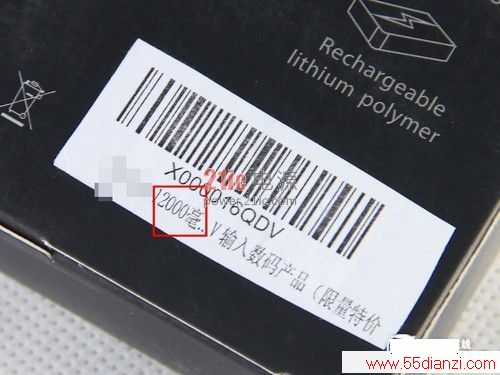 Rechargeable
lithium polymer
21ic电源
power.21ic.com
X000016QDV
12000毫... V输入数码产品（限量特价
www.55dianzi.com